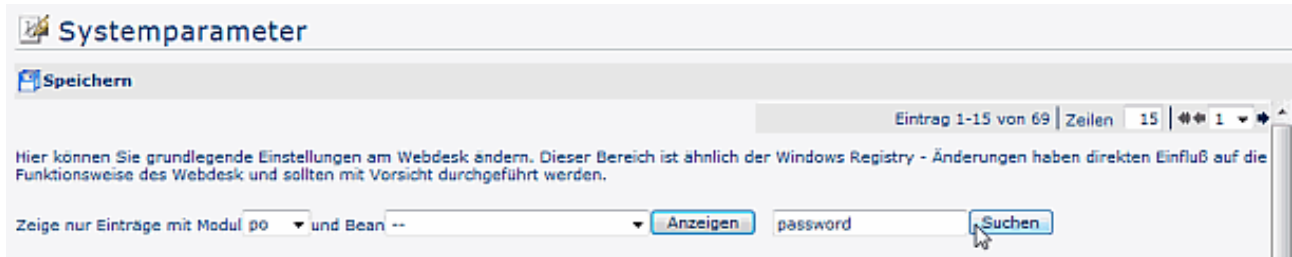 Systemparameter
Speichern
Eintrag 1-15 von 69 Zeilen 15 1
Hier können Sie grundlegende Einstellungen am Webdesk ändern. Dieser Bereich ist ähnlich der Windows Registry - Änderungen haben direkten Einfluß auf die
Funktionsweise des Webdesk und sollten mit Vorsicht durchgeführt werden.
Zeige nur Einträge mit Modul po und Bean -- Anzeigen password Suchen